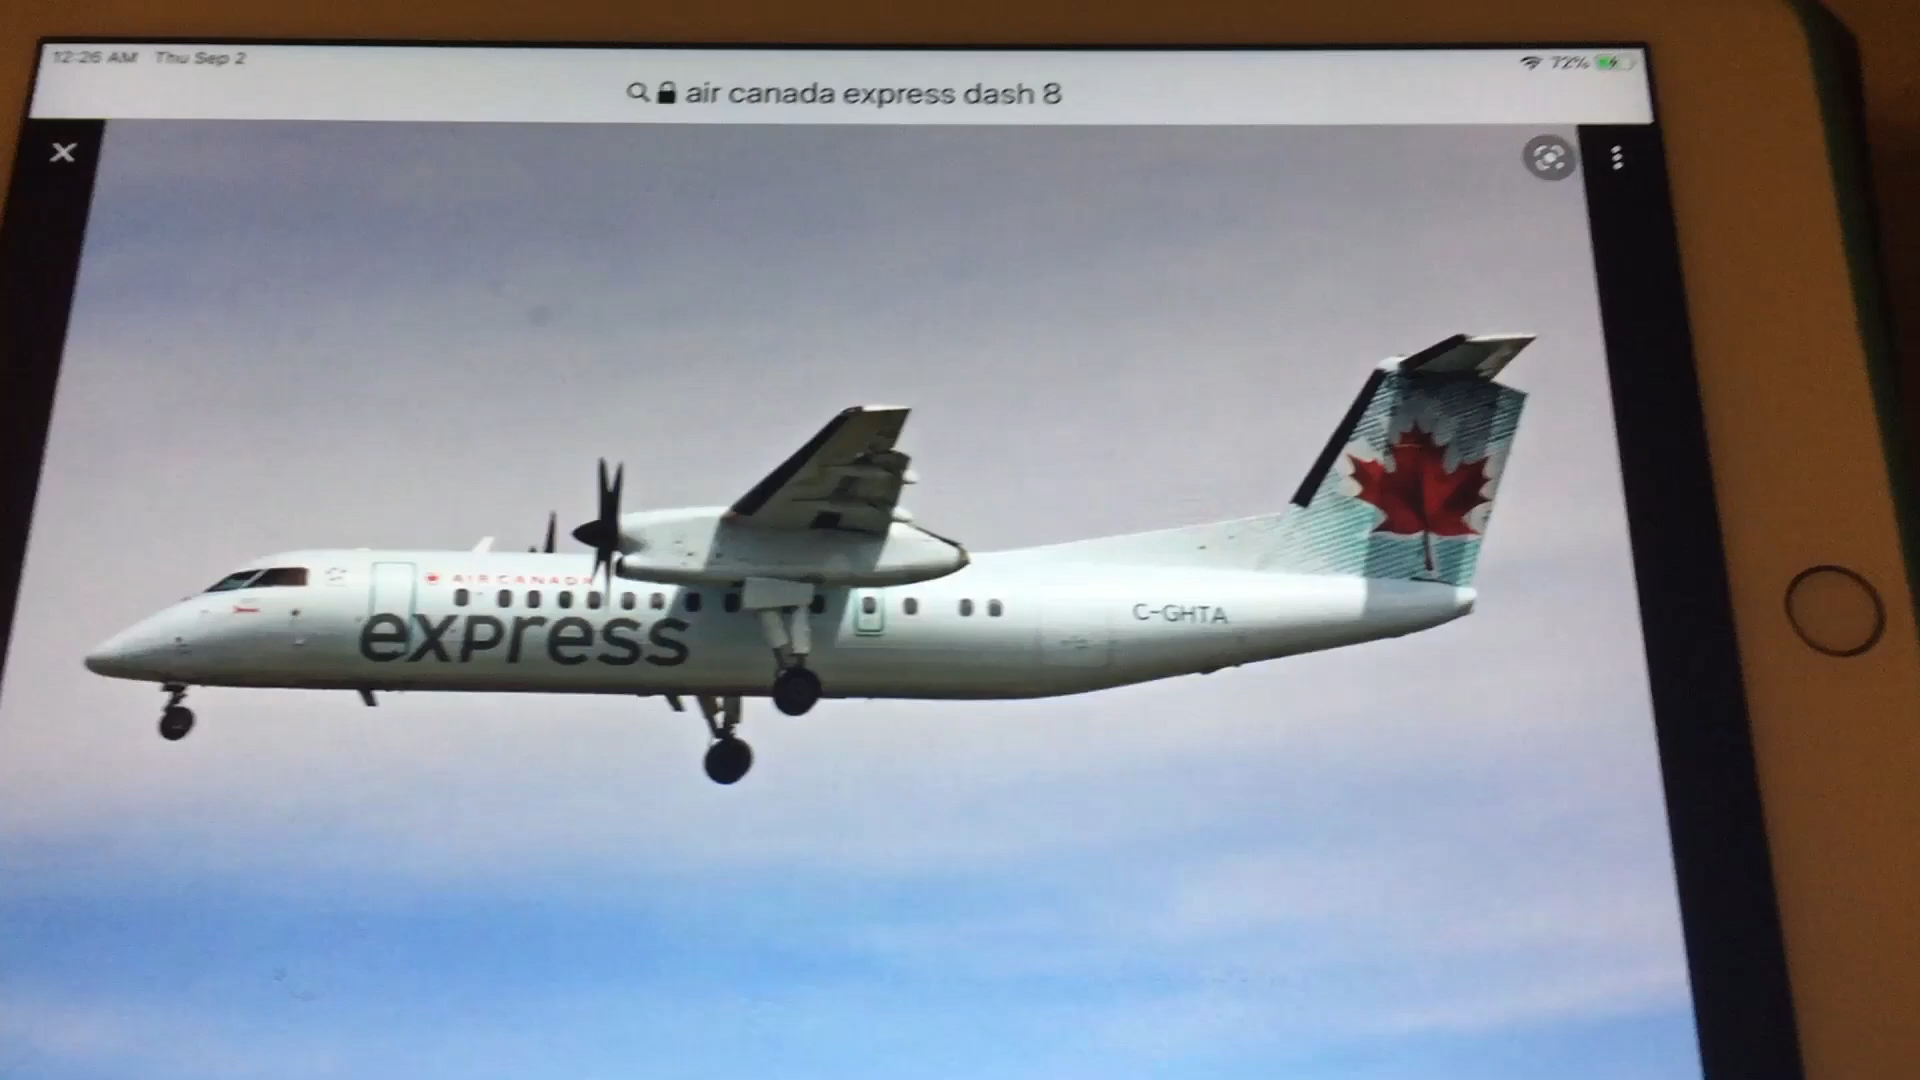 12:26 AM Thu Sep 2
72%
air canada express dash 8
AIR CANADA
express
C-GHTA